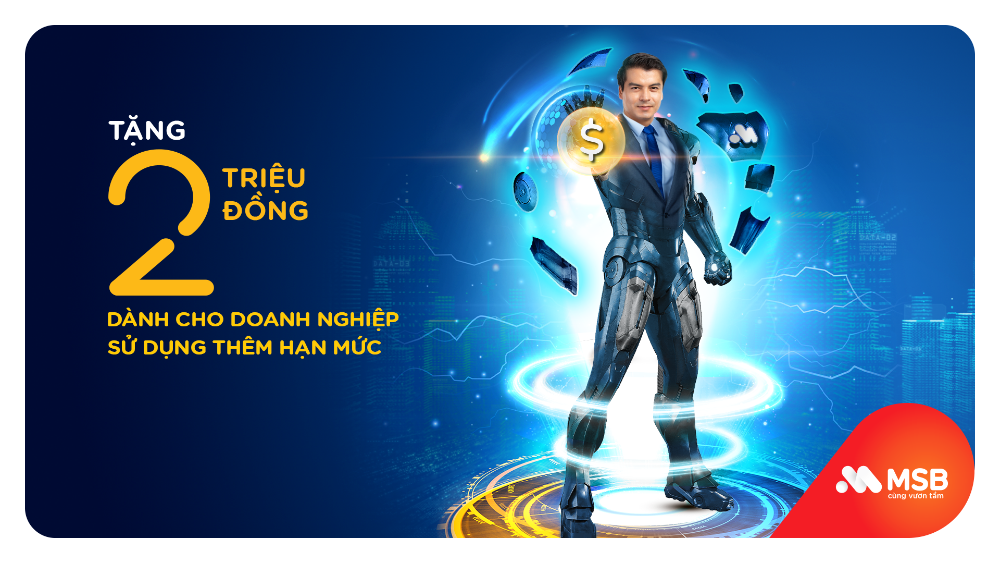 TẶNG
2 TRIỆU
ĐỒNG
DÀNH CHO DOANH NGHIỆP
SỬ DỤNG THÊM HẠN MỨC
$
MSB
cùng vươn tầm